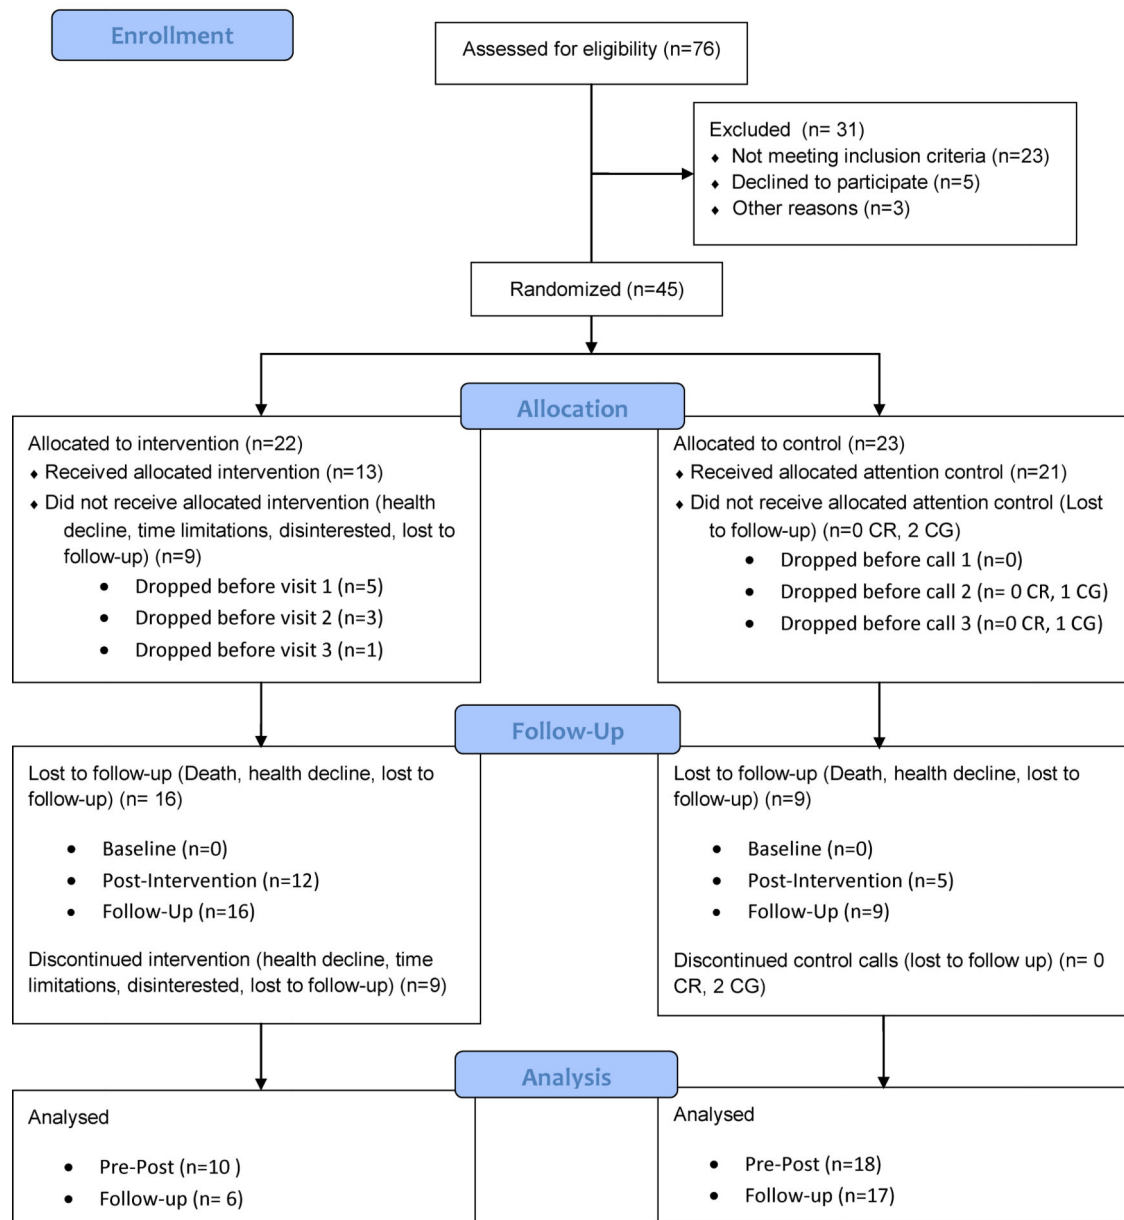 Enrollment
Assessed for eligibility (n=76)
Excluded  (n= 31)
⬧ Not meeting inclusion criteria (n=23)
⬧ Declined to participate (n=5)
⬧ Other reasons (n=3)
Randomized (n=45)
Allocation
Allocated to intervention (n=22)
⬧ Received allocated intervention (n=13)
⬧ Did not receive allocated intervention (health
decline, time limitations, disinterested, lost to
follow-up) (n=9)
• Dropped before visit 1 (n=5)
• Dropped before visit 2 (n=3)
• Dropped before visit 3 (n=1)
Allocated to control (n=23)
⬧ Received allocated attention control (n=21)
⬧ Did not receive allocated attention control (Lost
to follow-up) (n=0 CR, 2 CG)
• Dropped before call 1 (n=0)
• Dropped before call 2 (n= 0 CR, 1 CG)
• Dropped before call 3 (n=0 CR, 1 CG)
Follow-Up
Lost to follow-up (Death, health decline, lost to
follow-up) (n= 16)
• Baseline (n=0)
• Post-Intervention (n=12)
• Follow-Up (n=16)
Discontinued intervention (health decline, time
limitations, disinterested, lost to follow-up) (n=9)
Lost to follow-up (Death, health decline, lost to
follow-up) (n=9)
• Baseline (n=0)
• Post-Intervention (n=5)
• Follow-Up (n=9)
Discontinued control calls (lost to follow up) (n= 0
CR, 2 CG)
Analysis
Analysed
• Pre-Post (n=10 )
• Follow-up (n= 6)
Analysed
• Pre-Post (n=18)
• Follow-up (n=17)